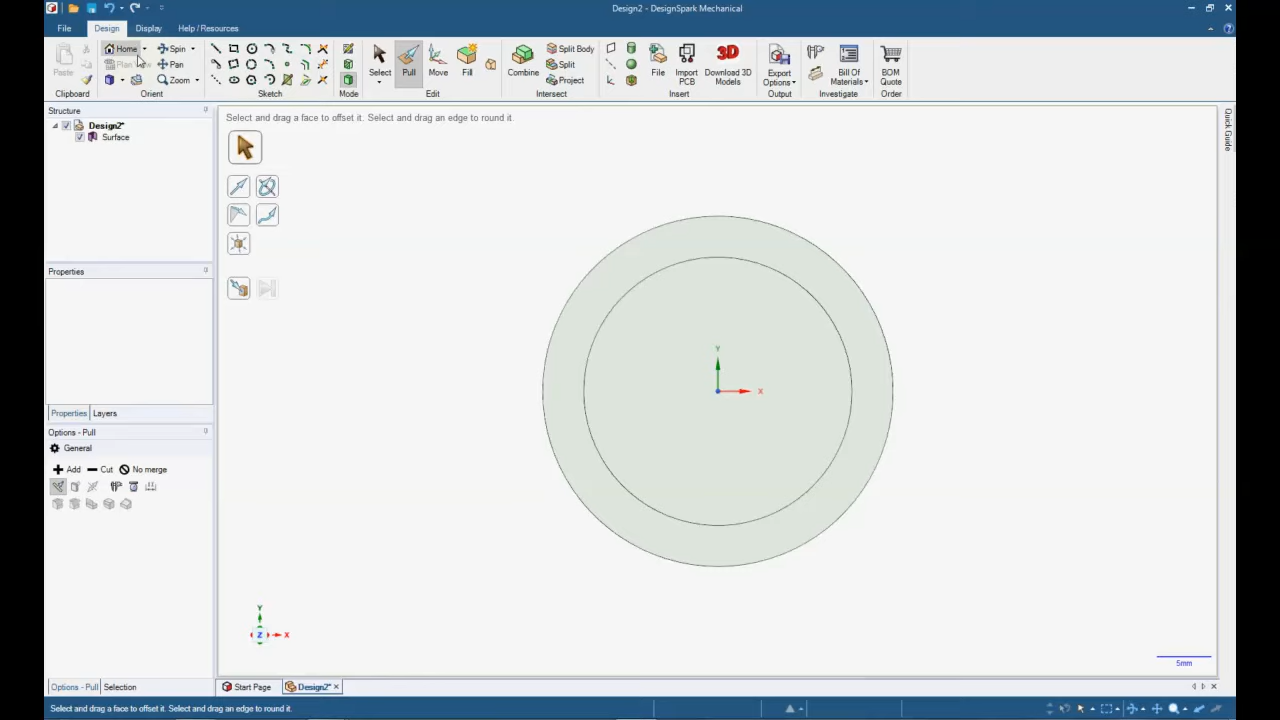 Design2 - DesignSpark Mechanical
File Design Display Help / Resources
Paste
Home Spin
Plan View Pan
Zoom
Clipboard Orient Sketch Mode
Select Pull Move Fill
Edit
Combine Split Body
Split
Project
Intersect
File Import PCB Download 3D Models
Insert
Export Options
Output
Bill Of Materials
Investigate
BOM Quote
Order
Structure
Design2*
Surface
Select and drag a face to offset it. Select and drag an edge to round it.
Quick Guide
Properties
Y
X
Properties Layers
Options - Pull
General
Add Cut No merge
Y
Z X
5mm
Options - Pull Selection
Start Page Design2*
Select and drag a face to offset it. Select and drag an edge to round it.